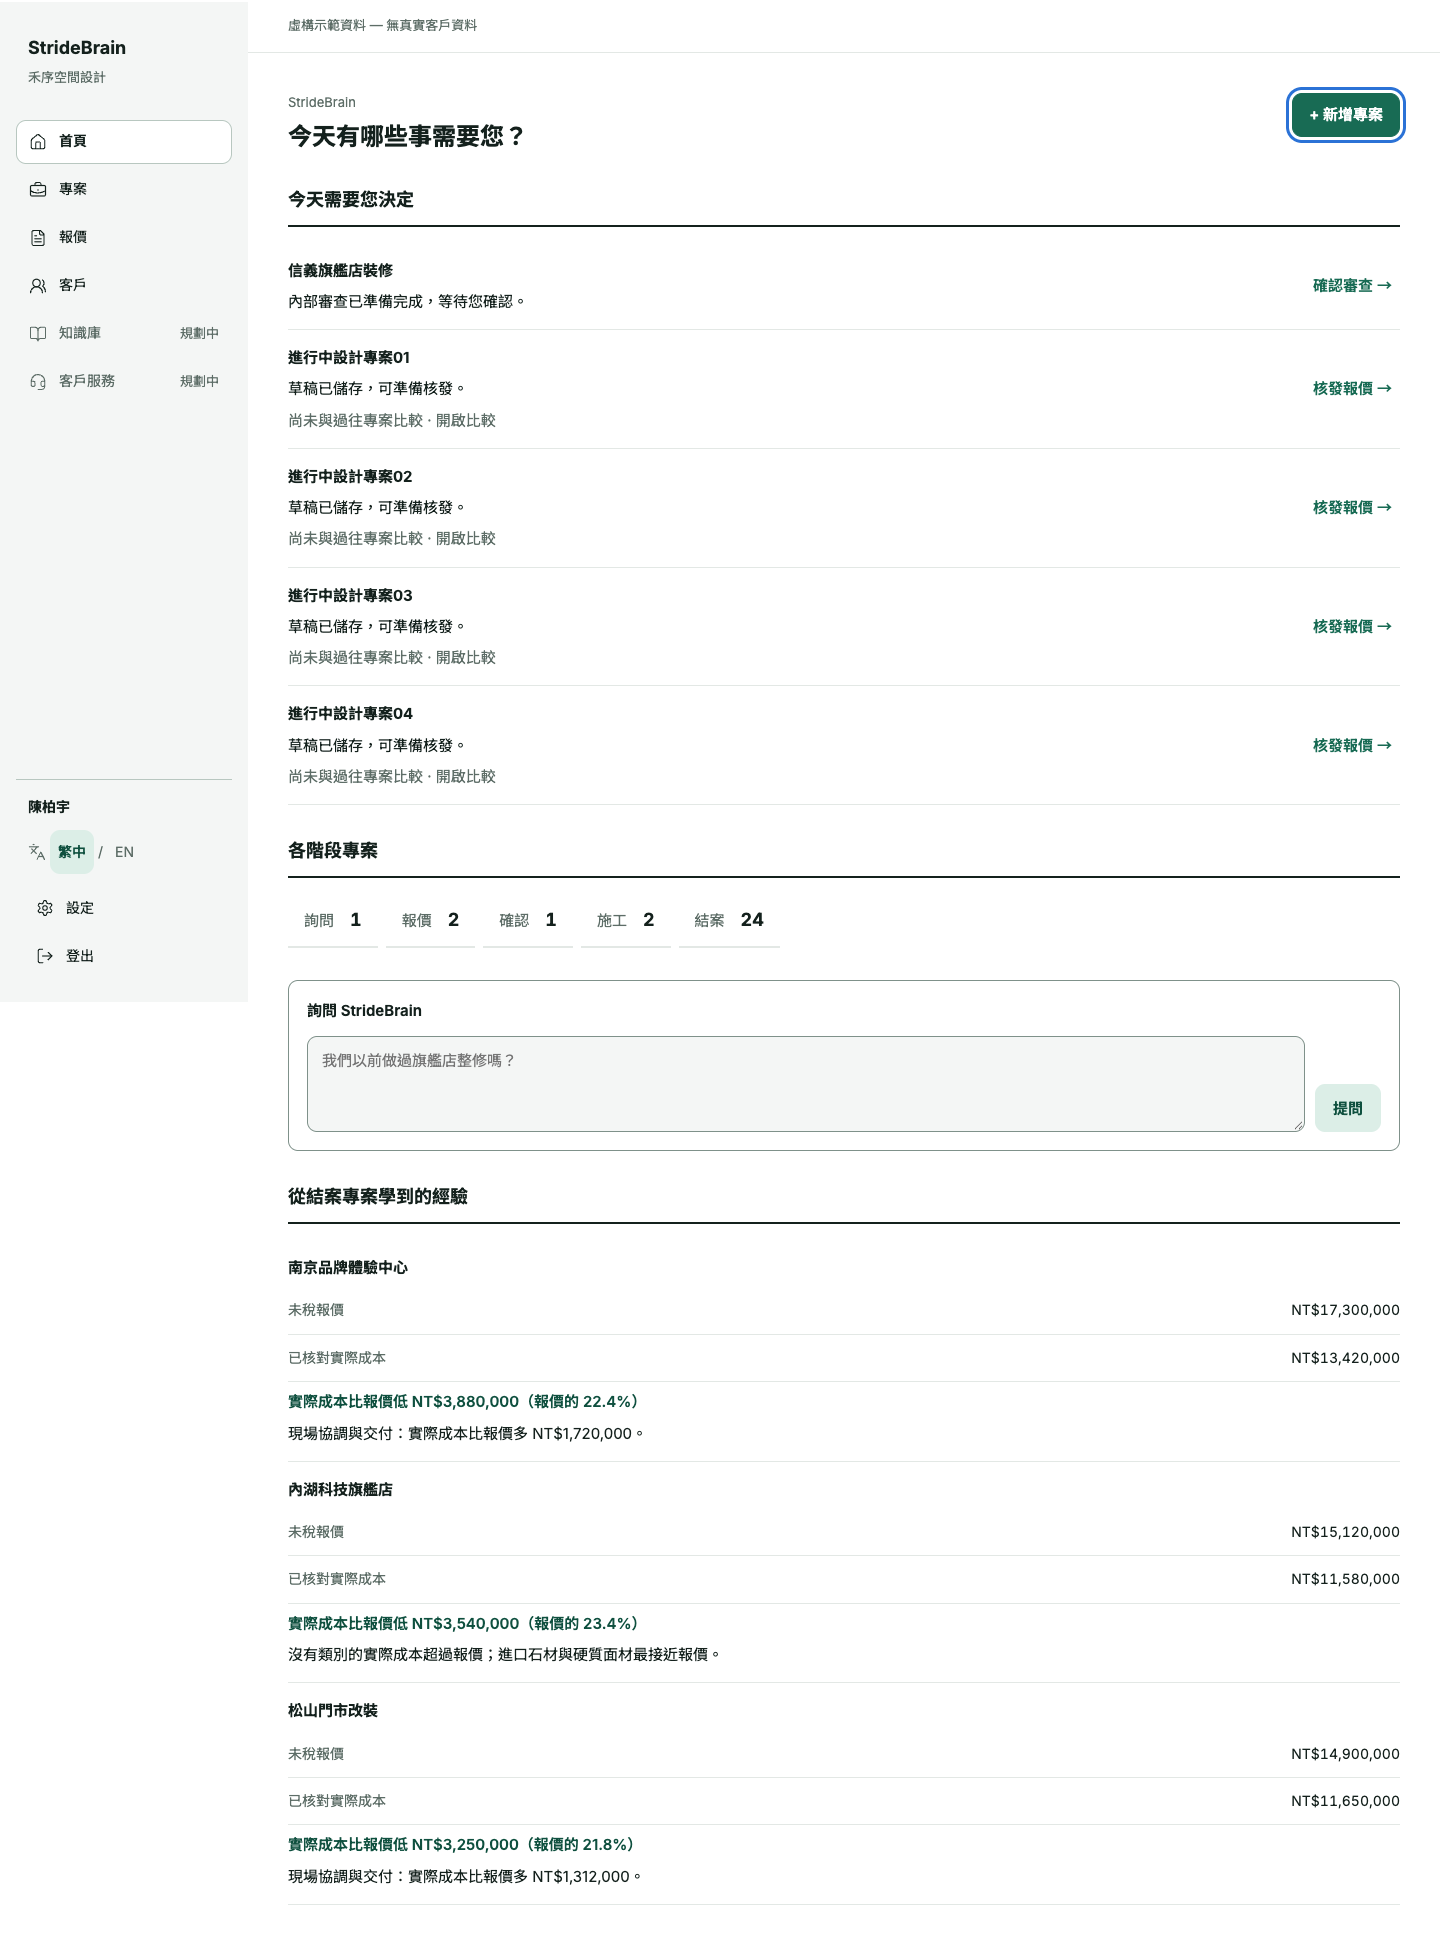 StrideBrain
禾序空間設計
首頁
專案
報價
客戶
知識庫 規劃中
客戶服務 規劃中
陳柏宇
繁中 / EN
設定
登出
虛構示範資料 — 無真實客戶資料
StrideBrain
今天有哪些事需要您？
+ 新增專案
今天需要您決定
信義旗艦店裝修
內部審查已準備完成，等待您確認。
確認審查 →
進行中設計專案01
草稿已儲存，可準備核發。
尚未與過往專案比較 · 開啟比較
核發報價 →
進行中設計專案02
草稿已儲存，可準備核發。
尚未與過往專案比較 · 開啟比較
核發報價 →
進行中設計專案03
草稿已儲存，可準備核發。
尚未與過往專案比較 · 開啟比較
核發報價 →
進行中設計專案04
草稿已儲存，可準備核發。
尚未與過往專案比較 · 開啟比較
核發報價 →
各階段專案
詢問 1 報價 2 確認 1 施工 2 結案 24
詢問 StrideBrain
我們以前做過旗艦店整修嗎？
提問
從結案專案學到的經驗
南京品牌體驗中心
未稅報價 NT$17,300,000
已核對實際成本 NT$13,420,000
實際成本比報價低 NT$3,880,000（報價的 22.4%）
現場協調與交付：實際成本比報價多 NT$1,720,000。
內湖科技旗艦店
未稅報價 NT$15,120,000
已核對實際成本 NT$11,580,000
實際成本比報價低 NT$3,540,000（報價的 23.4%）
沒有類別的實際成本超過報價；進口石材與硬質面材最接近報價。
松山門市改裝
未稅報價 NT$14,900,000
已核對實際成本 NT$11,650,000
實際成本比報價低 NT$3,250,000（報價的 21.8%）
現場協調與交付：實際成本比報價多 NT$1,312,000。